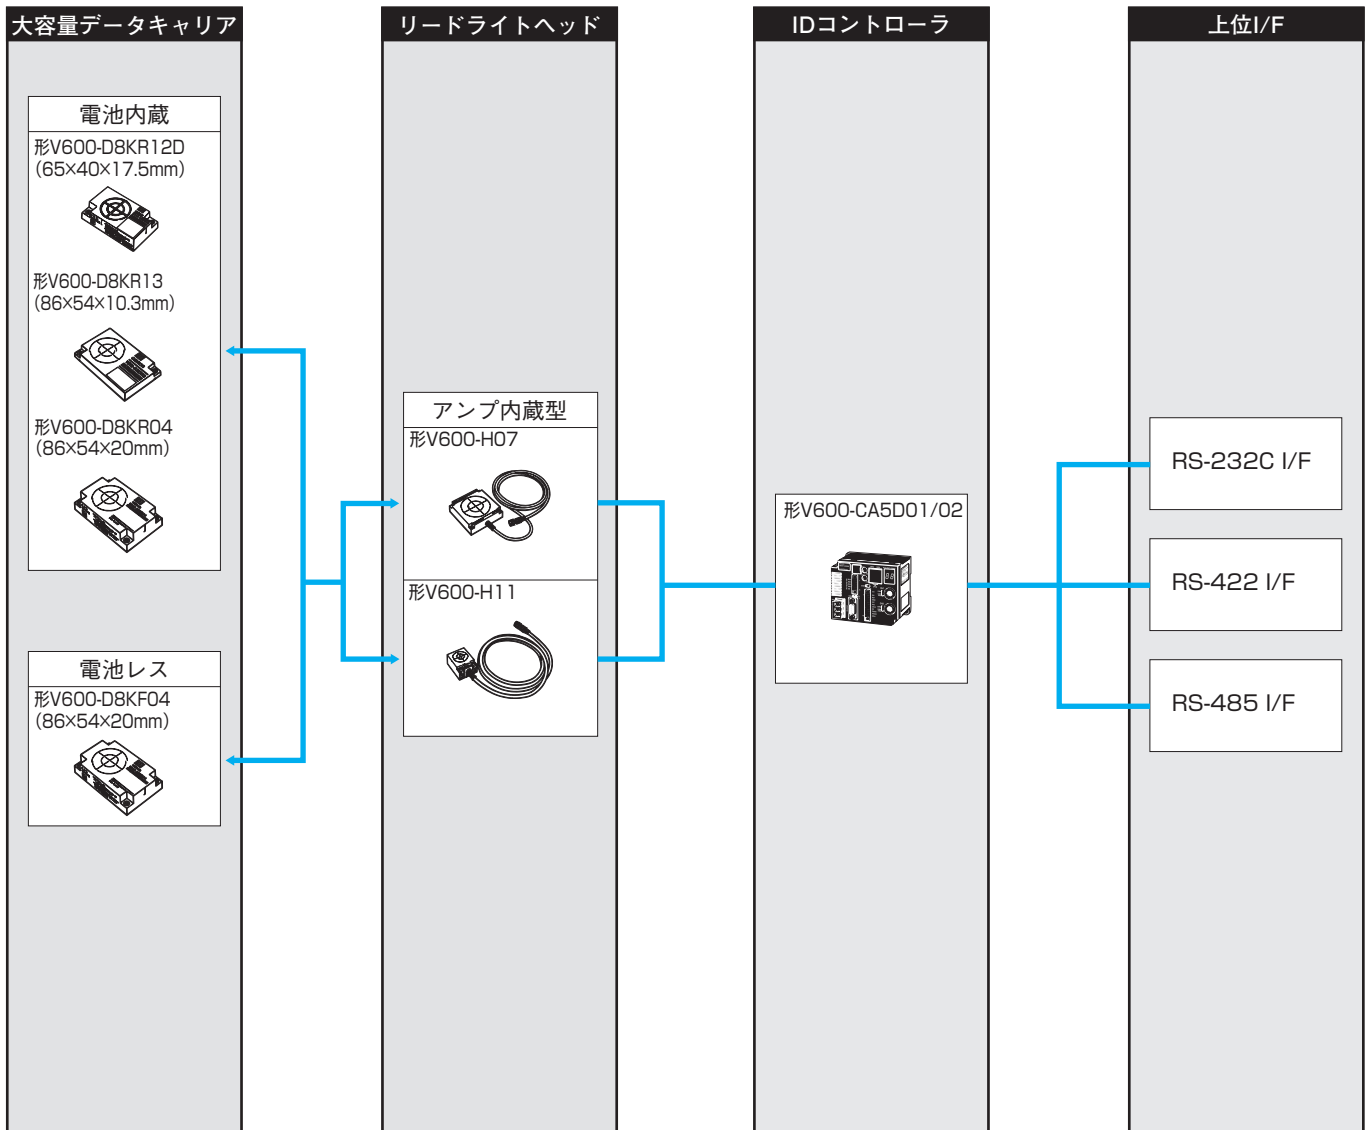 大容量データキャリア
電池内蔵
形V600-D8KR12D
(65×40×17.5mm)
形V600-D8KR13
(86×54×10.3mm)
形V600-D8KR04
(86×54×20mm)
電池レス
形V600-D8KF04
(86×54×20mm)
リードライトヘッド
アンプ内蔵型
形V600-H07
形V600-H11
IDコントローラ
形V600-CA5D01/02
上位I/F
RS-232C I/F
RS-422 I/F
RS-485 I/F